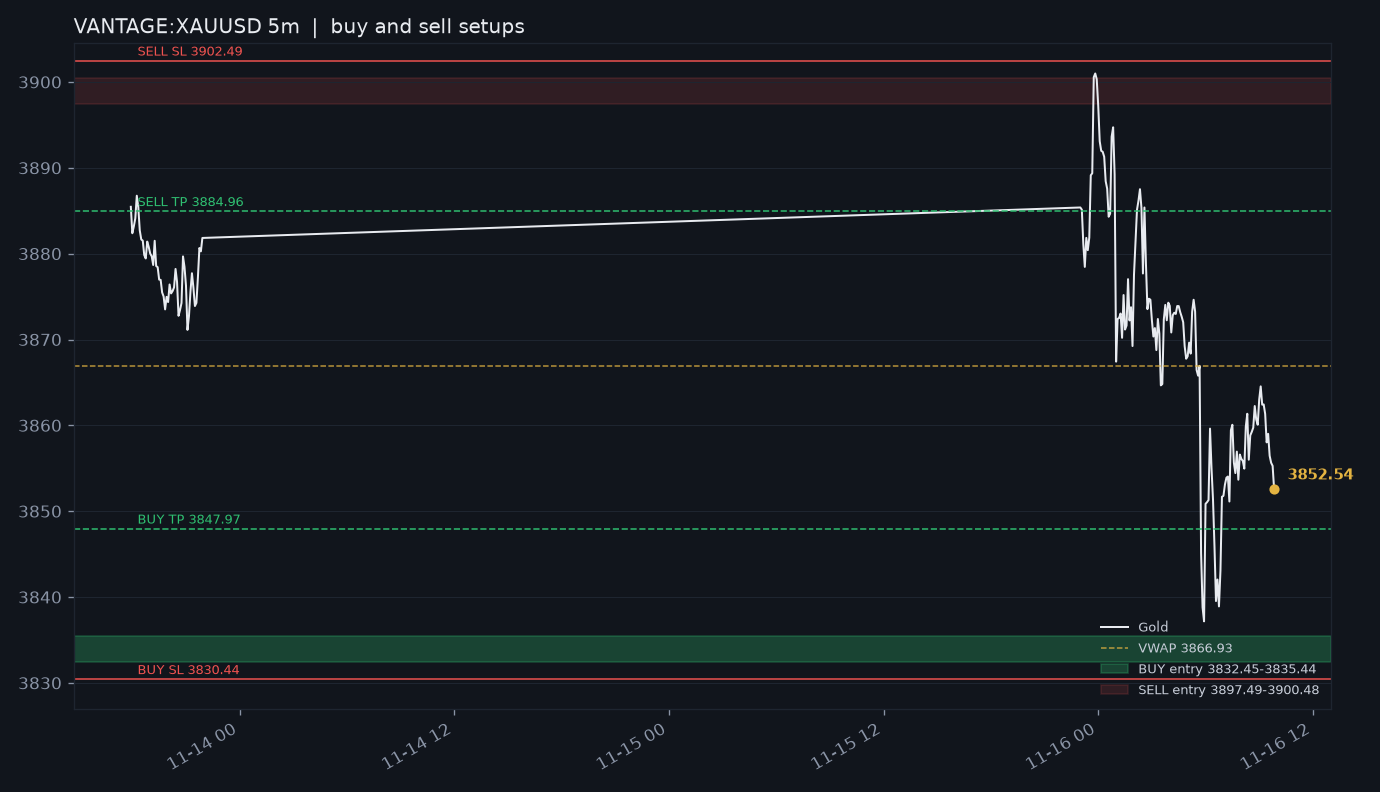 VANTAGE:XAUUSD 5m | buy and sell setups
SELL SL 3902.49
3900
3890
SELL TP 3884.96
3880
3870
3860
3852.54
3850
BUY TP 3847.97
3840
Gold
VWAP 3866.93
BUY SL 3830.44
BUY entry 3832.45-3835.44
3830
SELL entry 3897.49-3900.48
11-14 00
11-14 12
11-15 00
11-15 12
11-16 00
11-16 12